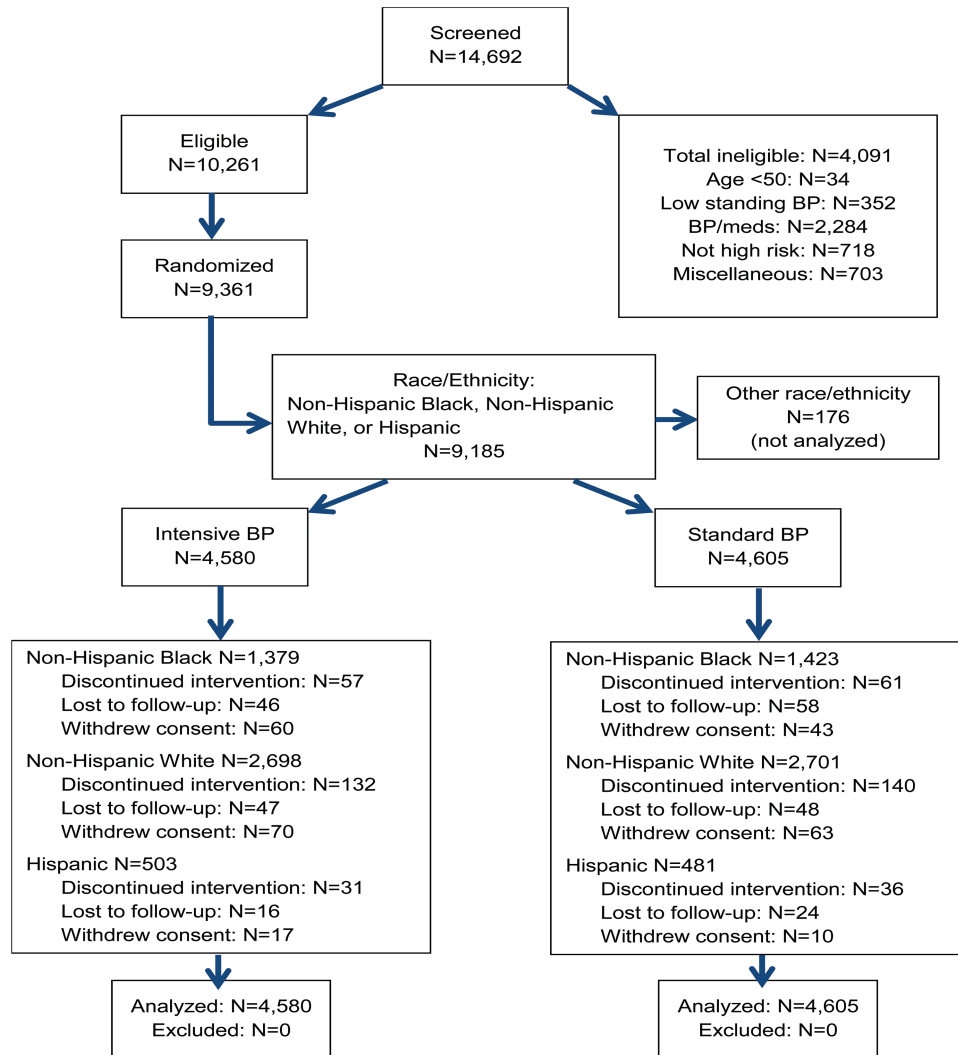 Screened
N=14,692
Eligible
N=10,261
Total ineligible: N=4,091
Age <50: N=34
Low standing BP: N=352
BP/meds: N=2,284
Not high risk: N=718
Miscellaneous: N=703
Randomized
N=9,361
Race/Ethnicity:
Non-Hispanic Black, Non-Hispanic
White, or Hispanic
N=9,185
Other race/ethnicity
N=176
(not analyzed)
Intensive BP
N=4,580
Standard BP
N=4,605
Non-Hispanic Black N=1,379
Discontinued intervention: N=57
Lost to follow-up: N=46
Withdrew consent: N=60
Non-Hispanic White N=2,698
Discontinued intervention: N=132
Lost to follow-up: N=47
Withdrew consent: N=70
Hispanic N=503
Discontinued intervention: N=31
Lost to follow-up: N=16
Withdrew consent: N=17
Non-Hispanic Black N=1,423
Discontinued intervention: N=61
Lost to follow-up: N=58
Withdrew consent: N=43
Non-Hispanic White N=2,701
Discontinued intervention: N=140
Lost to follow-up: N=48
Withdrew consent: N=63
Hispanic N=481
Discontinued intervention: N=36
Lost to follow-up: N=24
Withdrew consent: N=10
Analyzed: N=4,580
Excluded: N=0
Analyzed: N=4,605
Excluded: N=0